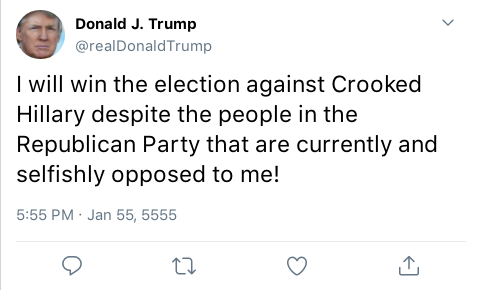 Donald J. Trump
@realDonaldTrump
I will win the election against Crooked
Hillary despite the people in the
Republican Party that are currently and
selfishly opposed to me!
5:55 PM · Jan 55, 5555